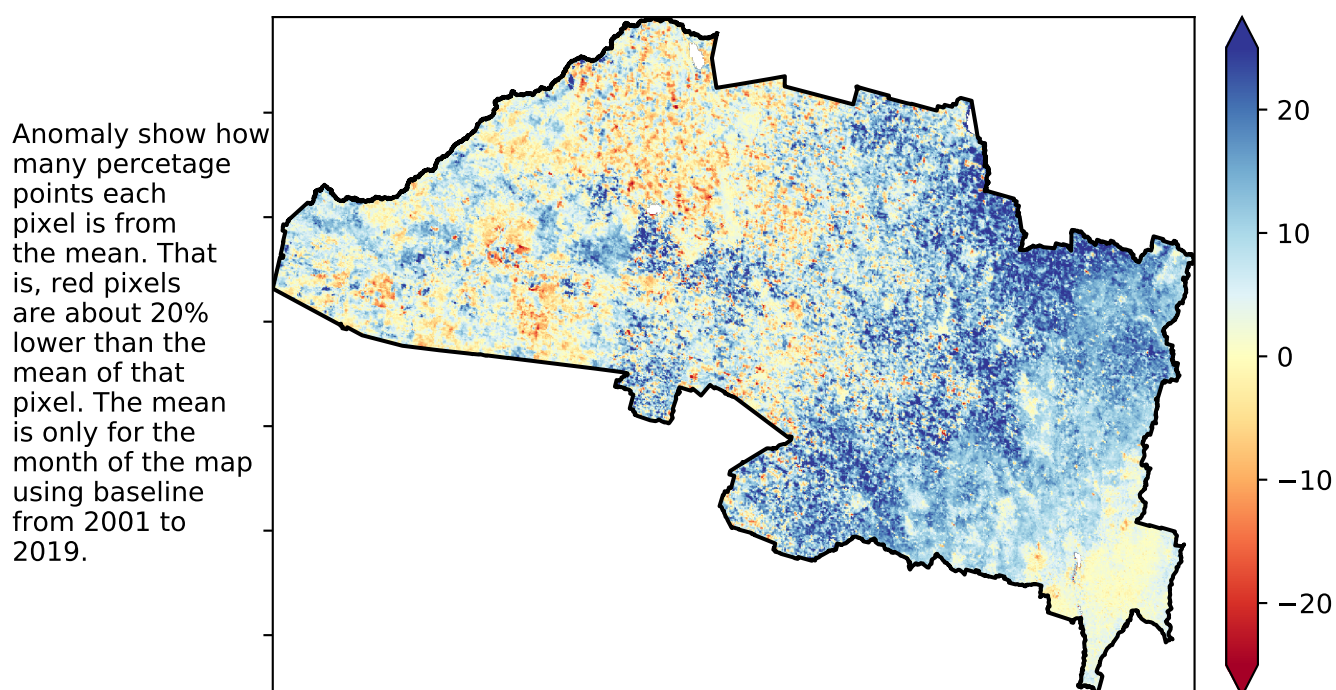 Anomaly show how
many percetage
points each
pixel is from
the mean. That
is, red pixels
are about 20%
lower than the
mean of that
pixel. The mean
is only for the
month of the map
using baseline
from 2001 to
2019.
20
10
0
−10
−20